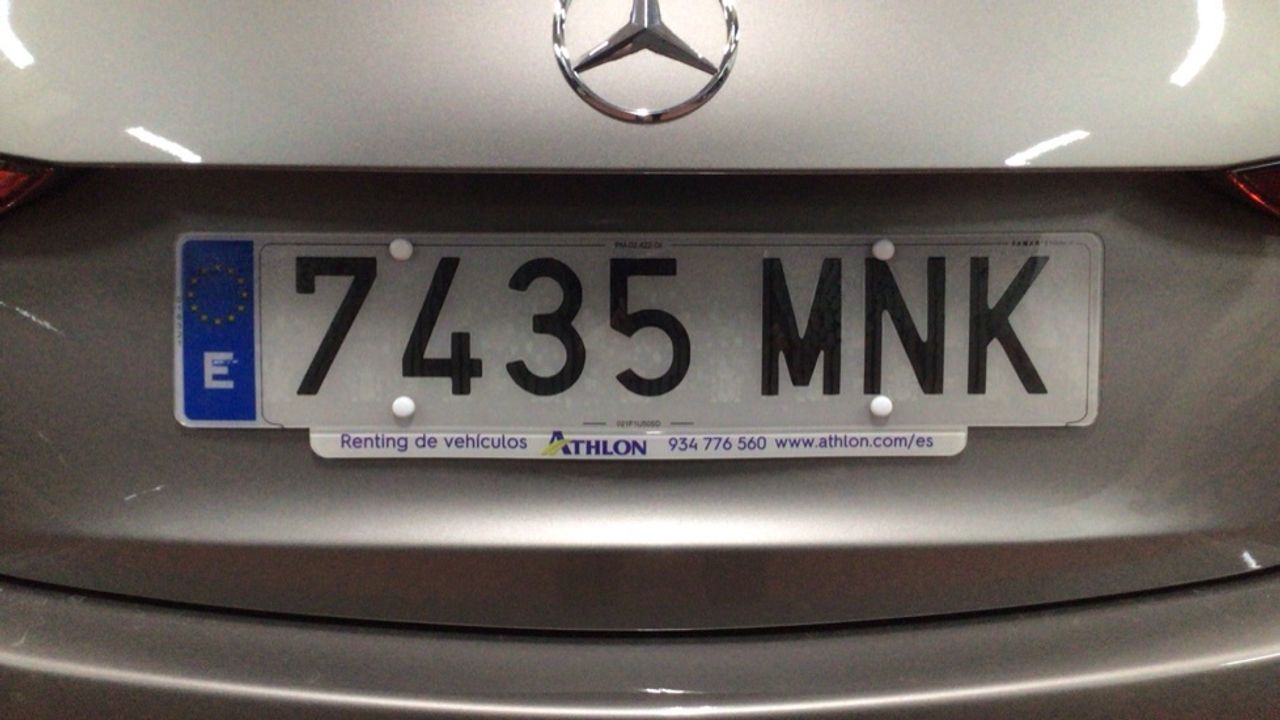 E 7435 MNK
Renting de vehículos ATHLON 934 776 560 www.athlon.com/es